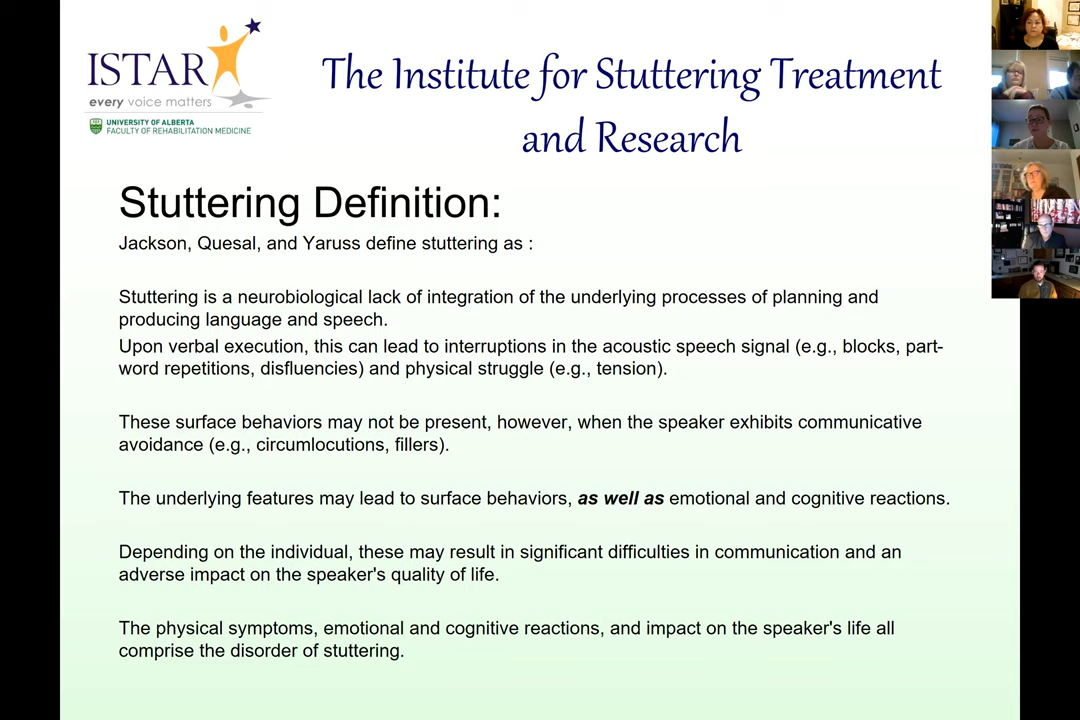 ISTAR
every voice matters
UNIVERSITY OF ALBERTA
FACULTY OF REHABILITATION MEDICINE
The Institute for Stuttering Treatment
and Research
Stuttering Definition:
Jackson, Quesal, and Yaruss define stuttering as :
Stuttering is a neurobiological lack of integration of the underlying processes of planning and
producing language and speech.
Upon verbal execution, this can lead to interruptions in the acoustic speech signal (e.g., blocks, part-
word repetitions, disfluencies) and physical struggle (e.g., tension).
These surface behaviors may not be present, however, when the speaker exhibits communicative
avoidance (e.g., circumlocutions, fillers).
The underlying features may lead to surface behaviors, as well as emotional and cognitive reactions.
Depending on the individual, these may result in significant difficulties in communication and an
adverse impact on the speaker's quality of life.
The physical symptoms, emotional and cognitive reactions, and impact on the speaker's life all
comprise the disorder of stuttering.